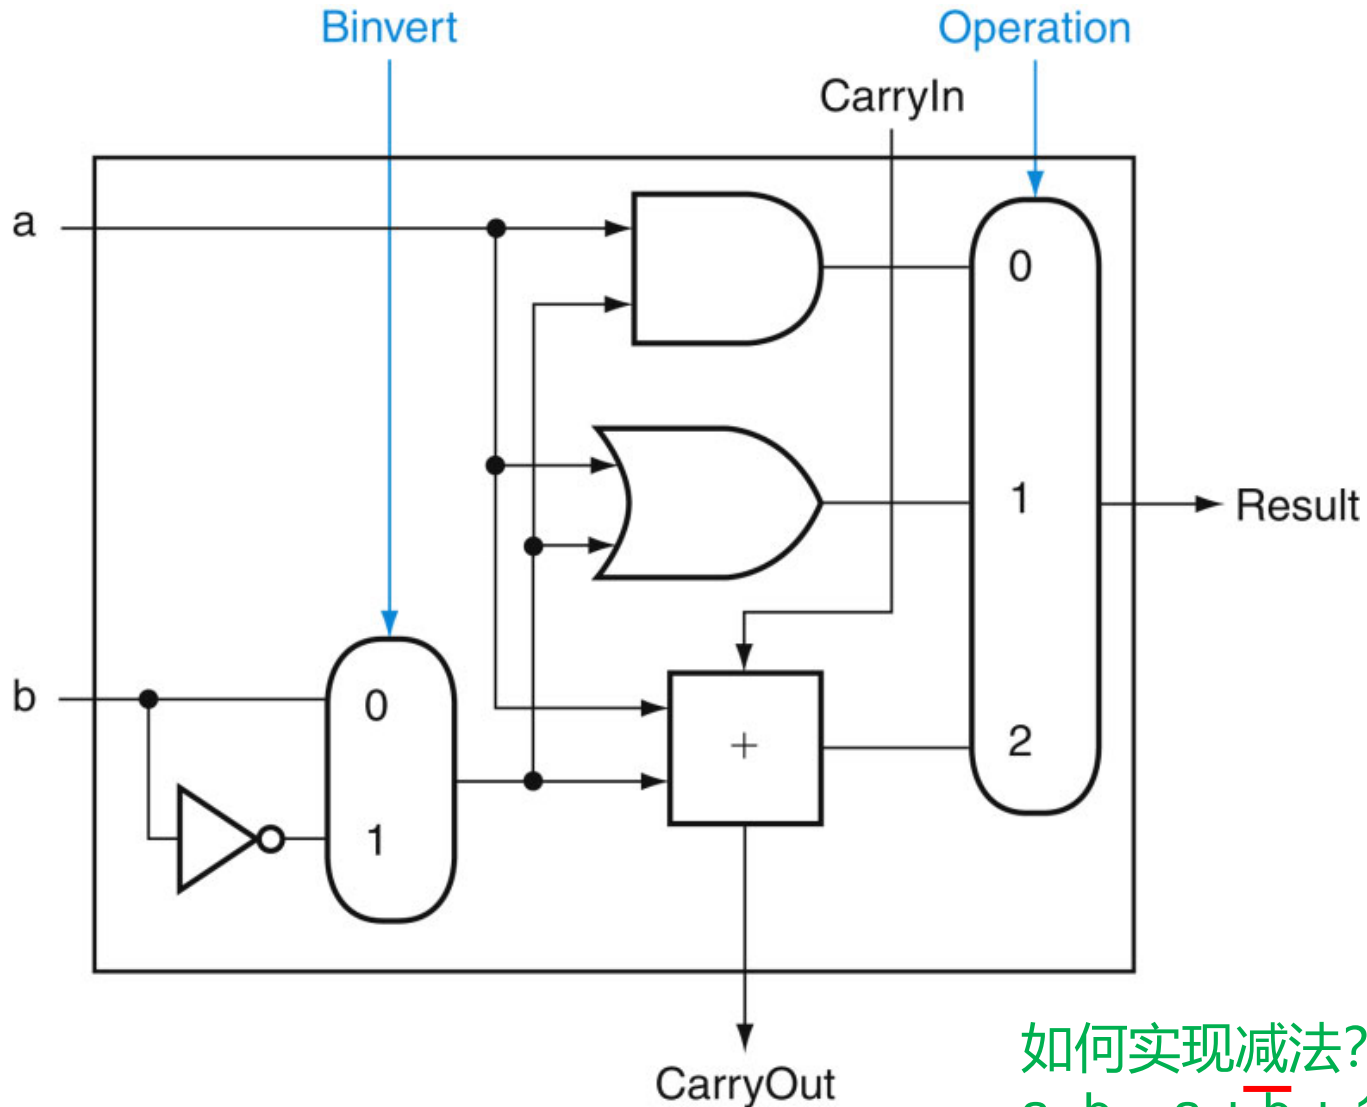 Binvert
Operation
CarryIn
a
0
1
Result
b
0
1
+
2
CarryOut
如何实现减法?